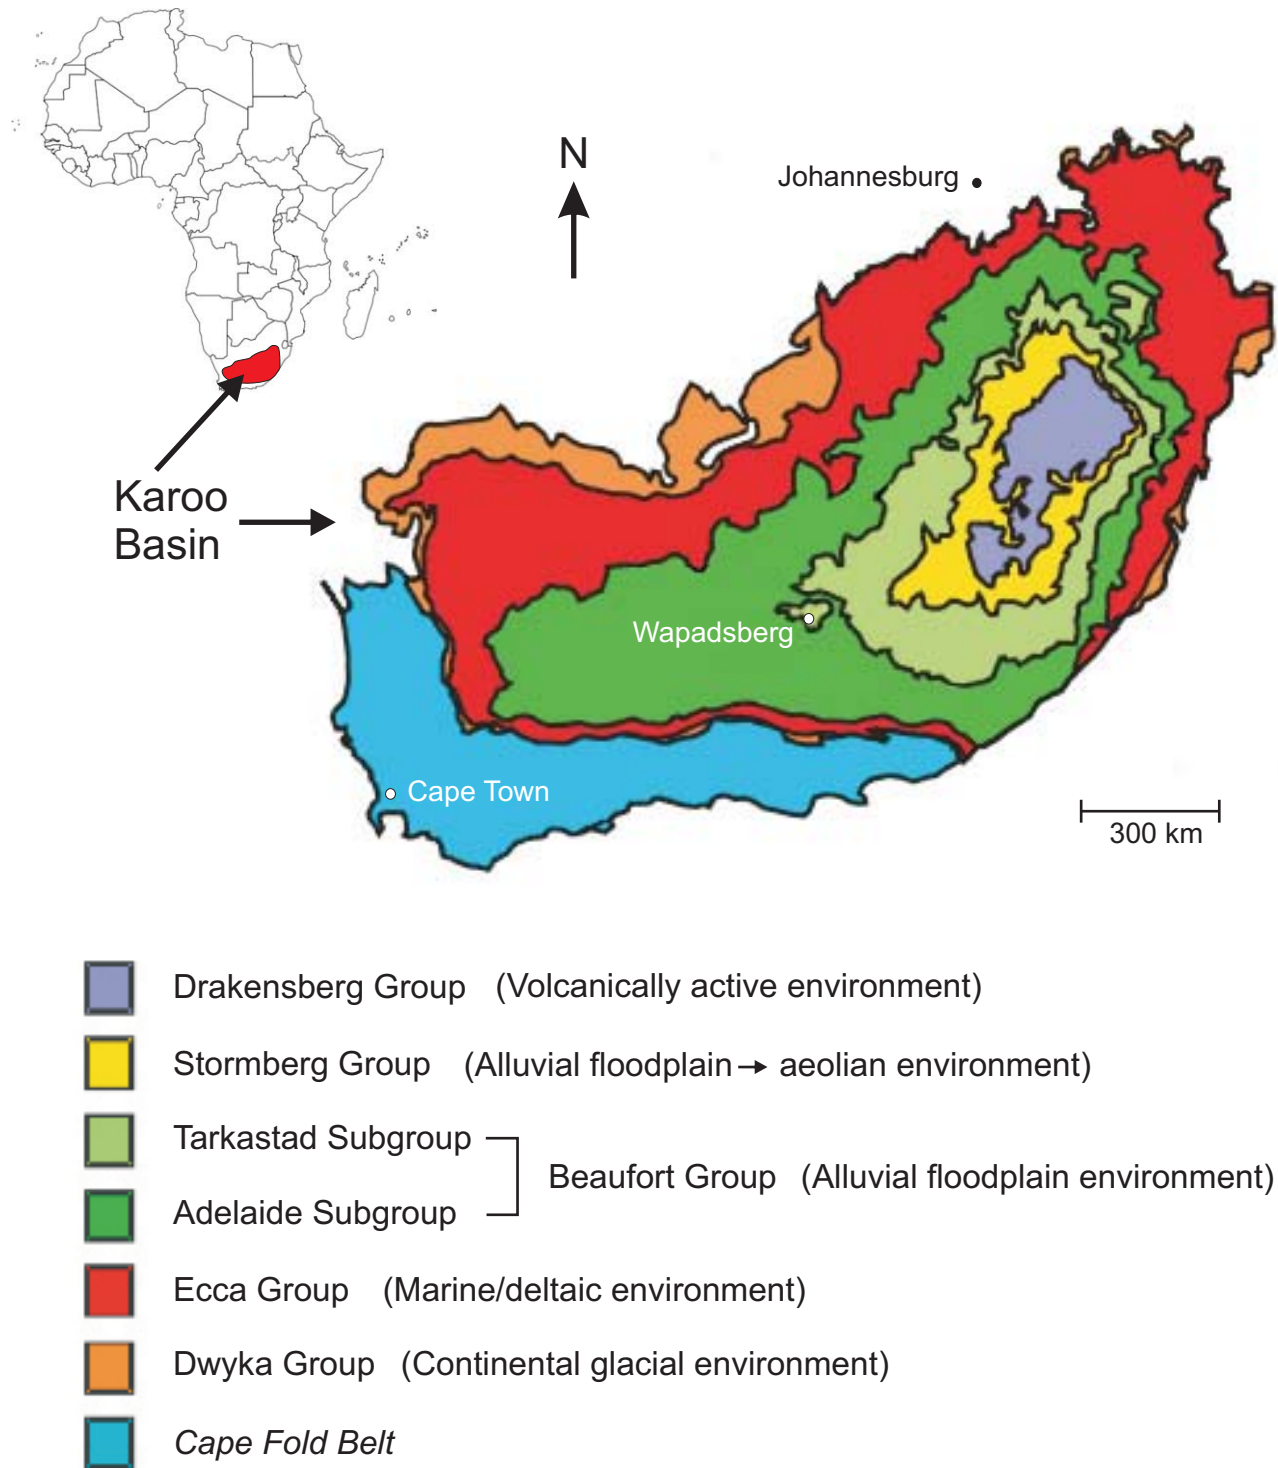 N
Johannesburg
Karoo
Basin
Wapadsberg
Cape Town
300 km
Drakensberg Group (Volcanically active environment)
Stormberg Group (Alluvial floodplain → aeolian environment)
Tarkastad Subgroup
Beaufort Group (Alluvial floodplain environment)
Adelaide Subgroup
Ecca Group (Marine/deltaic environment)
Dwyka Group (Continental glacial environment)
Cape Fold Belt